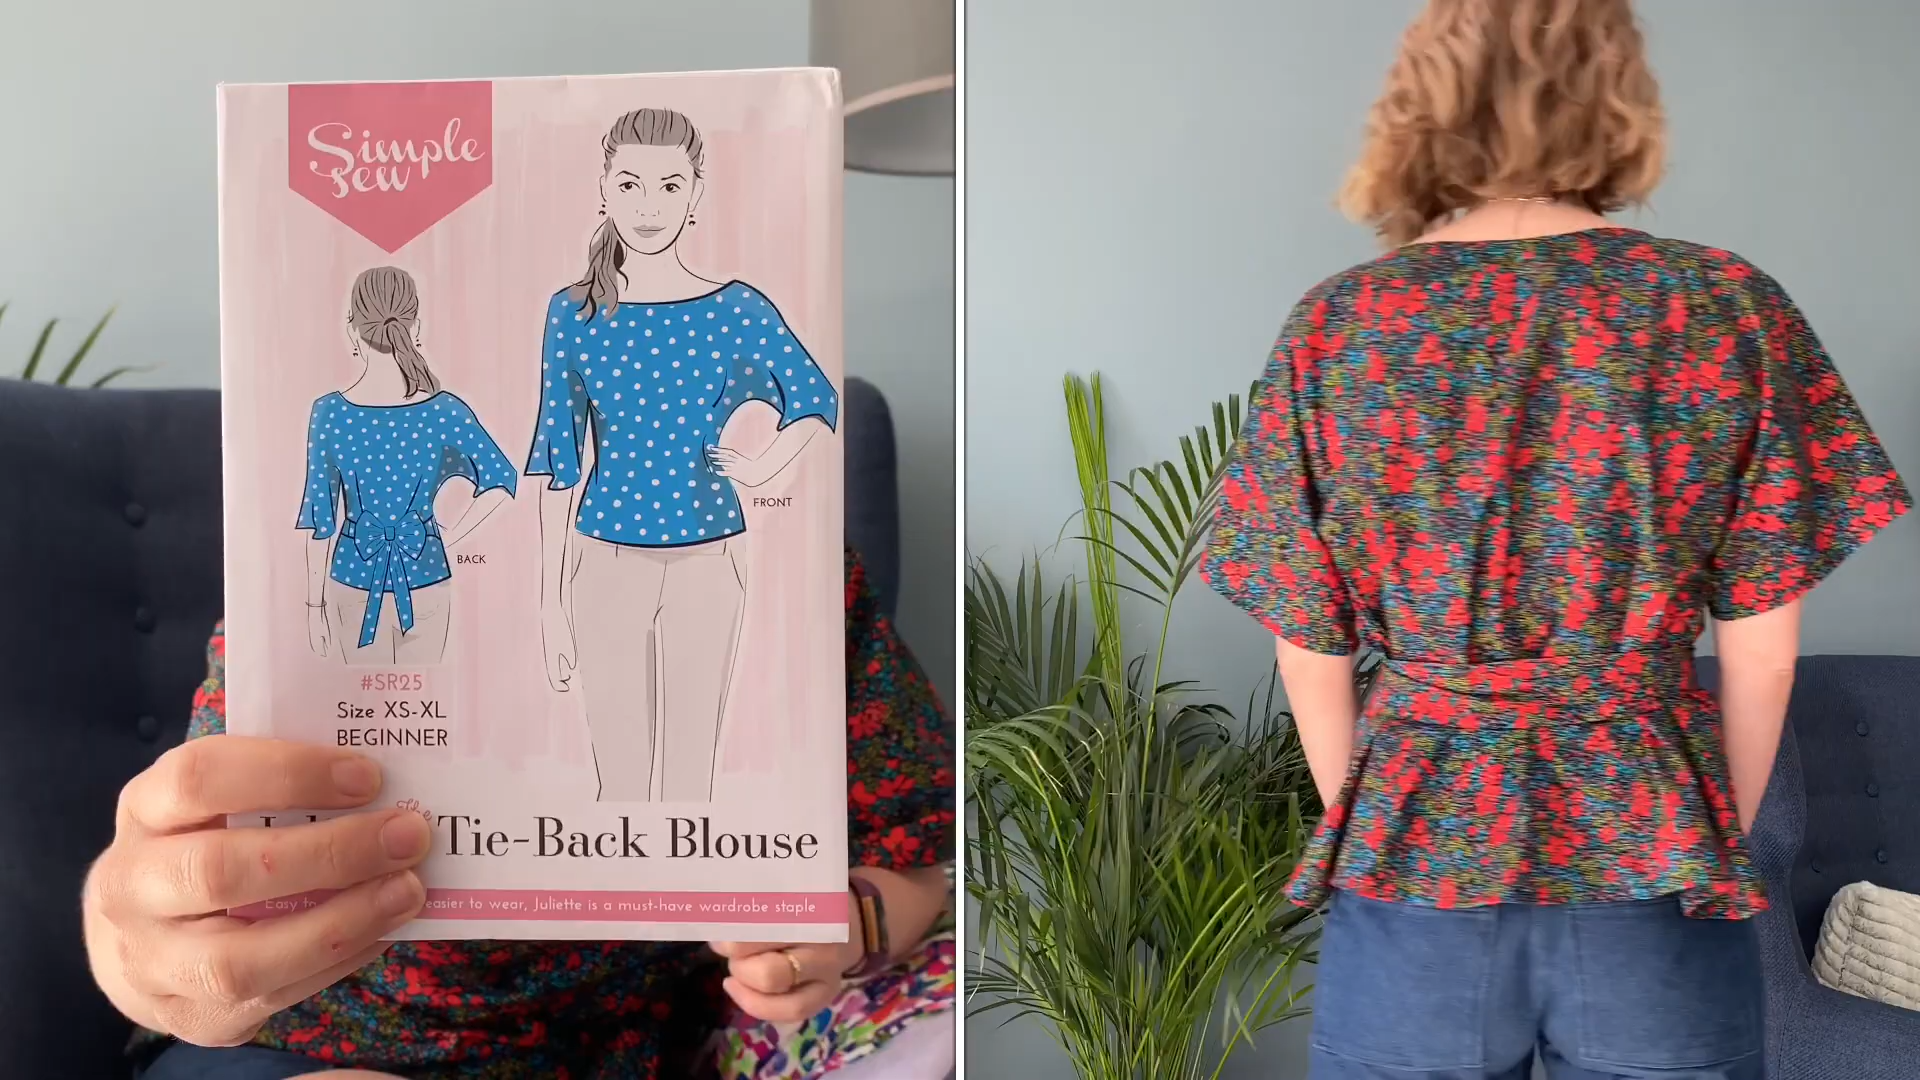 Simple
sew
FRONT
BACK
#SR25
Size XS-XL
BEGINNER
The
Tie-Back Blouse
Easy to easier to wear, Juliette is a must-have wardrobe staple